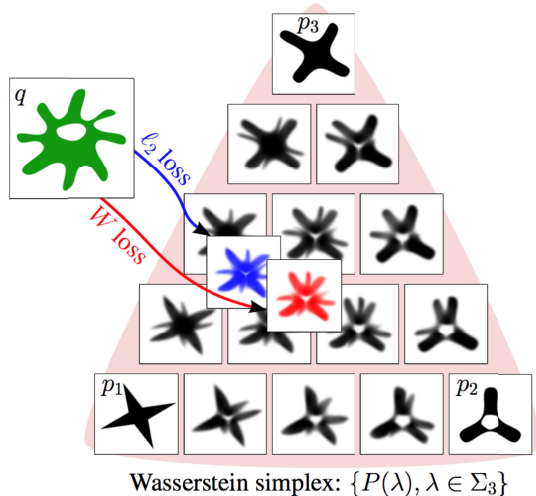 p₃
q
ℓ₂ loss
W loss
p₁
p₂
Wasserstein simplex: {P(λ), λ ∈ Σ₃}